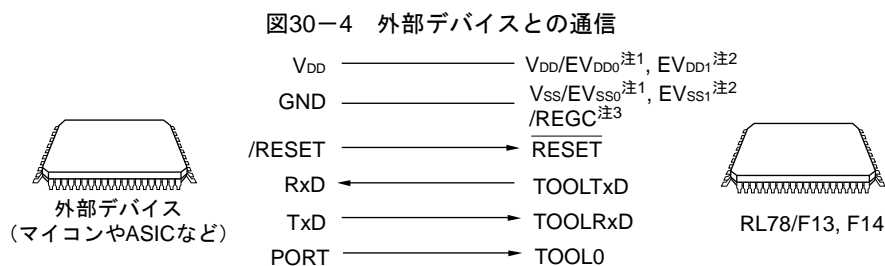 図30－4　外部デバイスとの通信
VDD VDD/EVDD0注1, EVDD1注2
GND VSS/EVSS0注1, EVSS1注2
/REGC注3
/RESET RESET
RxD TOOLTxD
TxD TOOLRxD
PORT TOOL0
外部デバイス
（マイコンやASICなど）
RL78/F13, F14